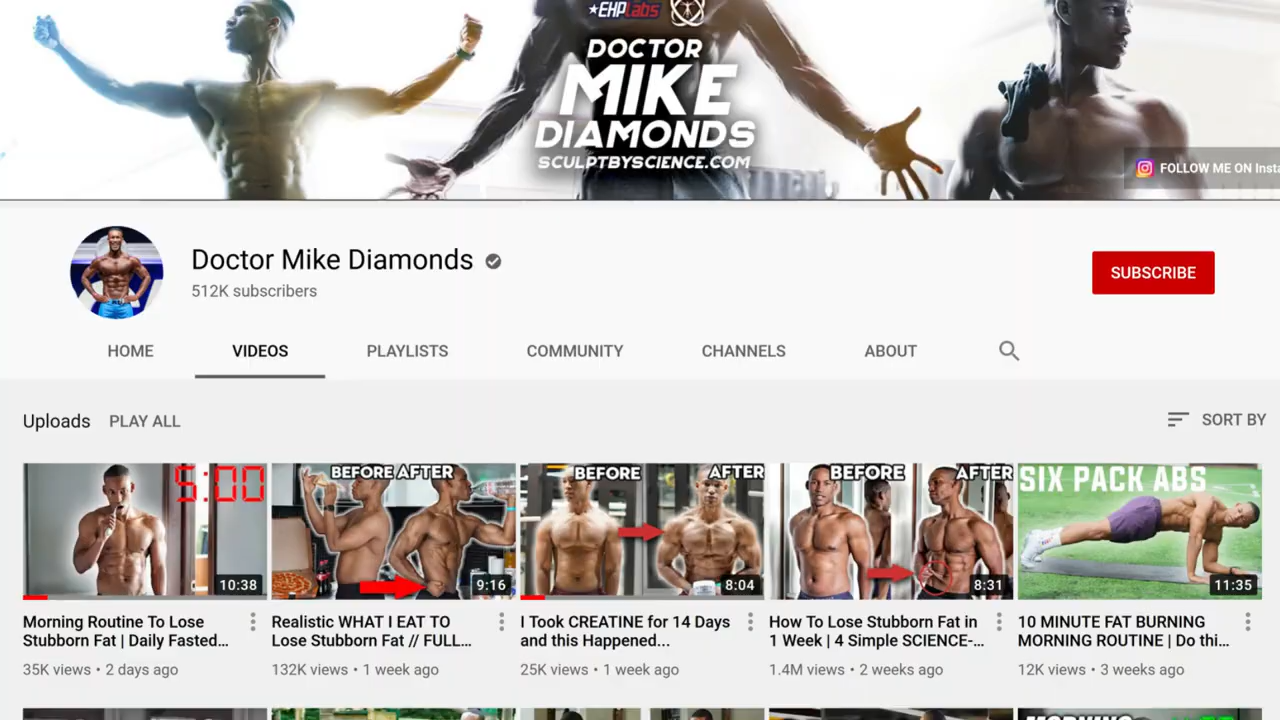 ★EHPlabs
DOCTOR
MIKE
DIAMONDS
SCULPTBYSCIENCE.COM
FOLLOW ME ON Insta
Doctor Mike Diamonds
512K subscribers
SUBSCRIBE
HOME VIDEOS PLAYLISTS COMMUNITY CHANNELS ABOUT
Uploads PLAY ALL SORT BY
5:00
10:38
Morning Routine To Lose
Stubborn Fat | Daily Fasted...
35K views • 2 days ago
BEFORE AFTER
9:16
Realistic WHAT I EAT TO
Lose Stubborn Fat // FULL...
132K views • 1 week ago
BEFORE AFTER
8:04
I Took CREATINE for 14 Days
and this Happened...
25K views • 1 week ago
BEFORE AFTER
8:31
How To Lose Stubborn Fat in
1 Week | 4 Simple SCIENCE-...
1.4M views • 2 weeks ago
SIX PACK ABS
11:35
10 MINUTE FAT BURNING
MORNING ROUTINE | Do thi...
12K views • 3 weeks ago